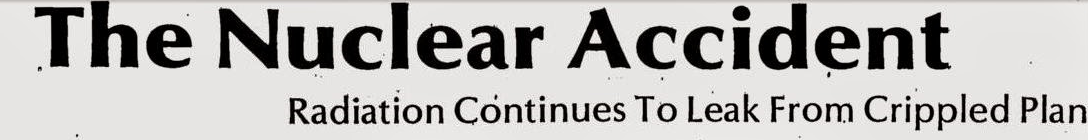 The Nuclear Accident
Radiation Continues To Leak From Crippled Plan